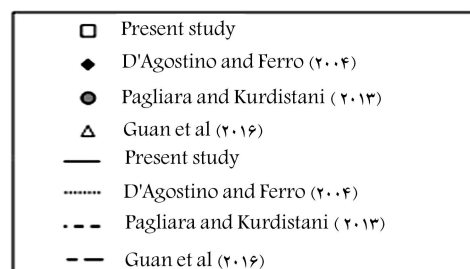 Present study
D'Agostino and Ferro (۲۰۰۴)
Pagliara and Kurdistani (۲۰۱۳)
Guan et al (۲۰۱۶)
Present study
D'Agostino and Ferro (۲۰۰۴)
Pagliara and Kurdistani (۲۰۱۳)
Guan et al (۲۰۱۶)